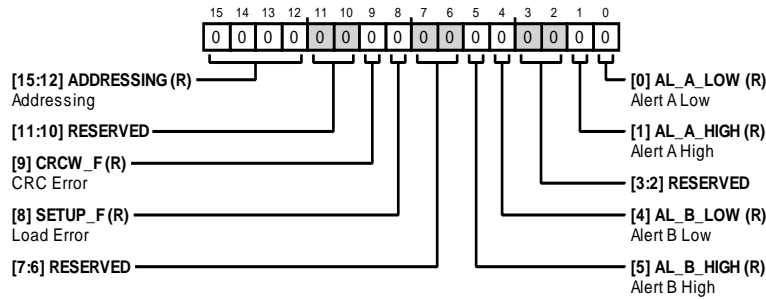 15 14 13 12 11 10 9 8 7 6 5 4 3 2 1 0
0 0 0 0 0 0 0 0 0 0 0 0 0 0 0 0
[15:12] ADDRESSING (R)
Addressing
[11:10] RESERVED
[9] CRCW_F (R)
CRC Error
[8] SETUP_F (R)
Load Error
[7:6] RESERVED
[0] AL_A_LOW (R)
Alert A Low
[1] AL_A_HIGH (R)
Alert A High
[3:2] RESERVED
[4] AL_B_LOW (R)
Alert B Low
[5] AL_B_HIGH (R)
Alert B High